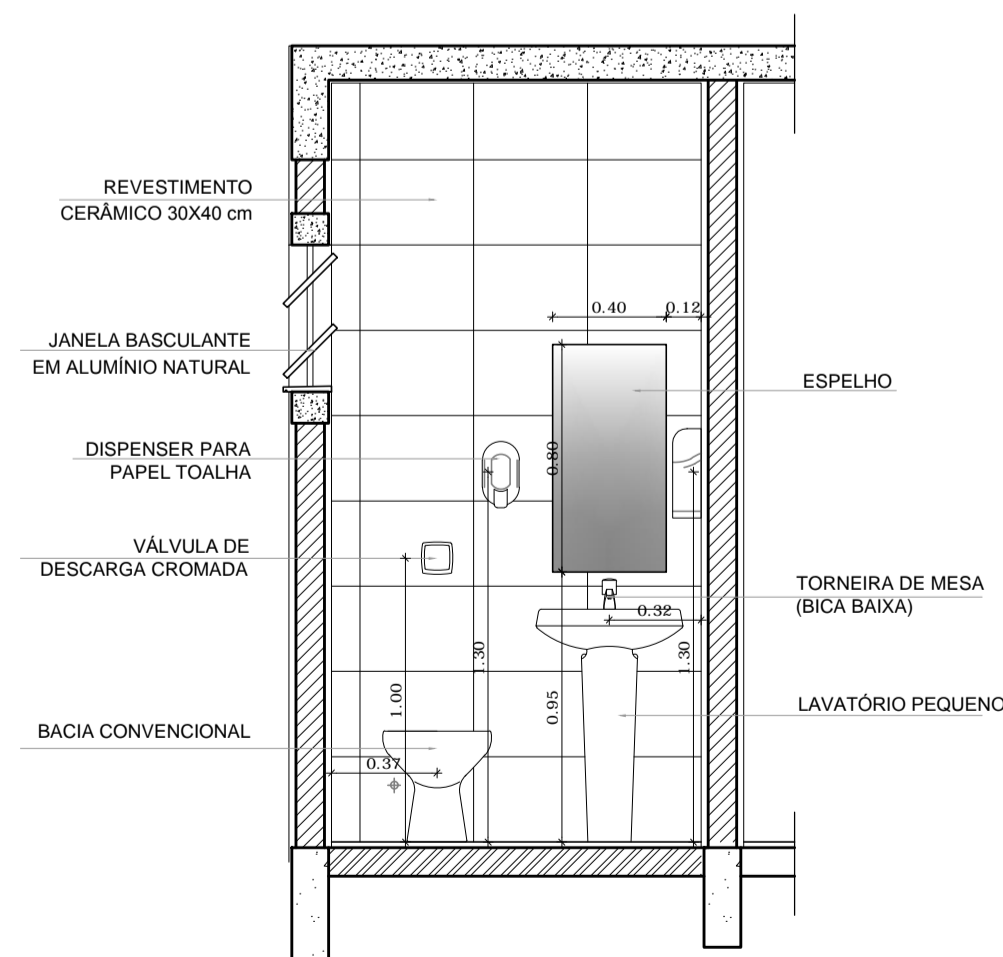 REVESTIMENTO
CERÂMICO 30X40 cm
JANELA BASCULANTE
EM ALUMÍNIO NATURAL
DISPENSER PARA
PAPEL TOALHA
VÁLVULA DE
DESCARGA CROMADA
BACIA CONVENCIONAL
0.40
0.12
0.80
0.32
1.30
1.30
1.00
0.95
0.37
ESPELHO
TORNEIRA DE MESA
(BICA BAIXA)
LAVATÓRIO PEQUENO